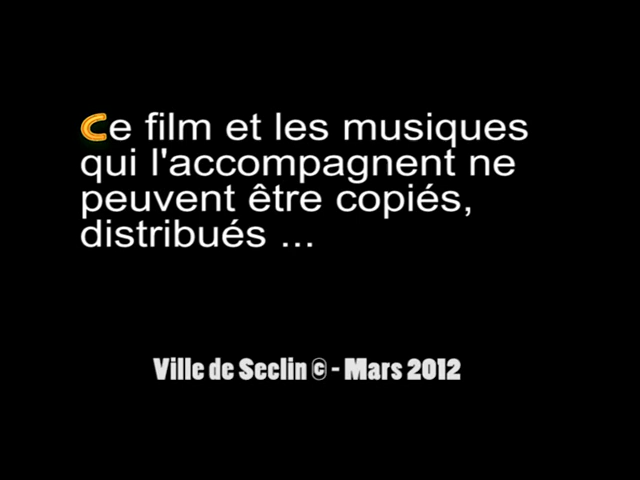 Ce film et les musiques
qui l'accompagnent ne
peuvent être copiés,
distribués ...
Ville de Seclin © - Mars 2012